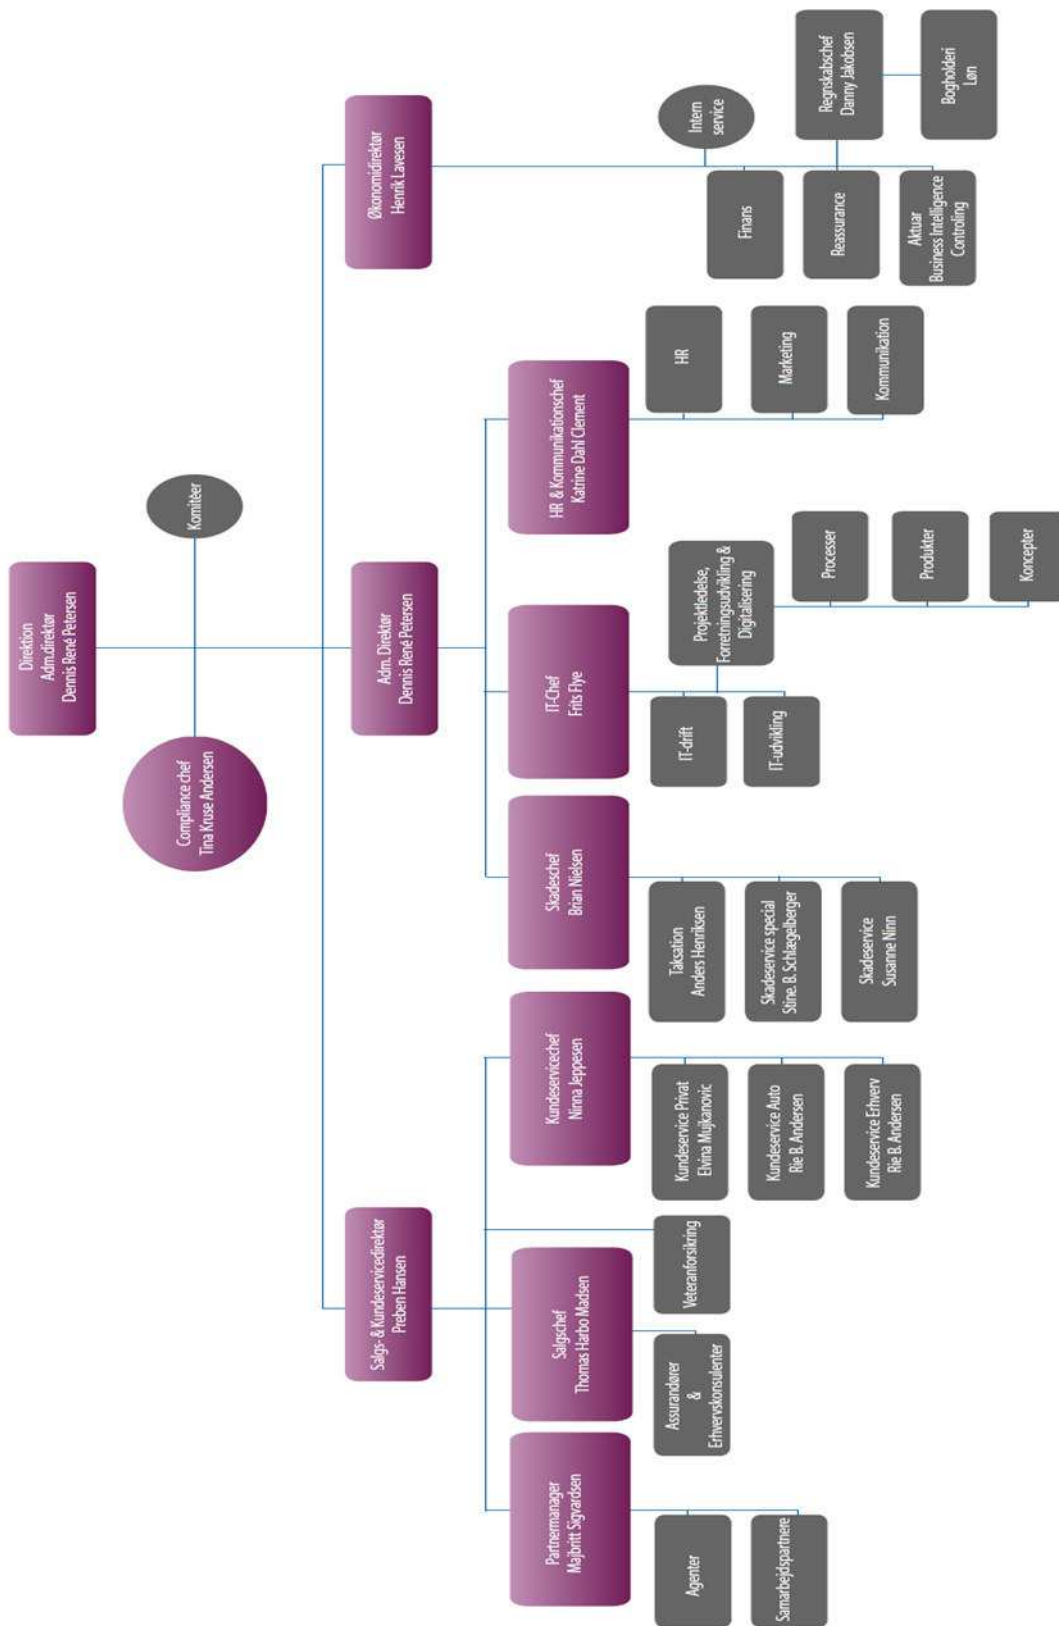 Direktion
Adm.direktør
Dennis René Petersen
Compliance chef
Tina Kruse Andersen
Komitèer
Salgs- & Kundeservicedirektør
Preben Hansen
Adm. Direktør
Dennis René Petersen
Økonomidirektør
Henrik Lavesen
Partnermanager
Majbritt Sigvardsen
Salgschef
Thomas Harbo Madsen
Kundeservicechef
Ninna Jeppesen
Skadeschef
Brian Nielsen
IT-Chef
Frits Flye
HR & Kommunikationschef
Katrine Dahl Clement
Agenter
Samarbejdspartnere
Assurandører
&
Erhvervskonsulenter
Veteranforsikring
Kundeservice Privat
Elvina Mujkanovic
Kundeservice Auto
Rie B. Andersen
Kundeservice Erhverv
Rie B. Andersen
Taksation
Anders Henriksen
Skadeservice special
Stine. B. Schlægelberger
Skadeservice
Susanne Ninn
IT-drift
IT-udvikling
Projektledelse,
Forretningsudvikling &
Digitalisering
Processer
Produkter
Koncepter
HR
Marketing
Kommunikation
Intern
service
Finans
Reassurance
Aktuar
Business Intelligence
Controling
Regnskabschef
Danny Jakobsen
Bogholderi
Løn